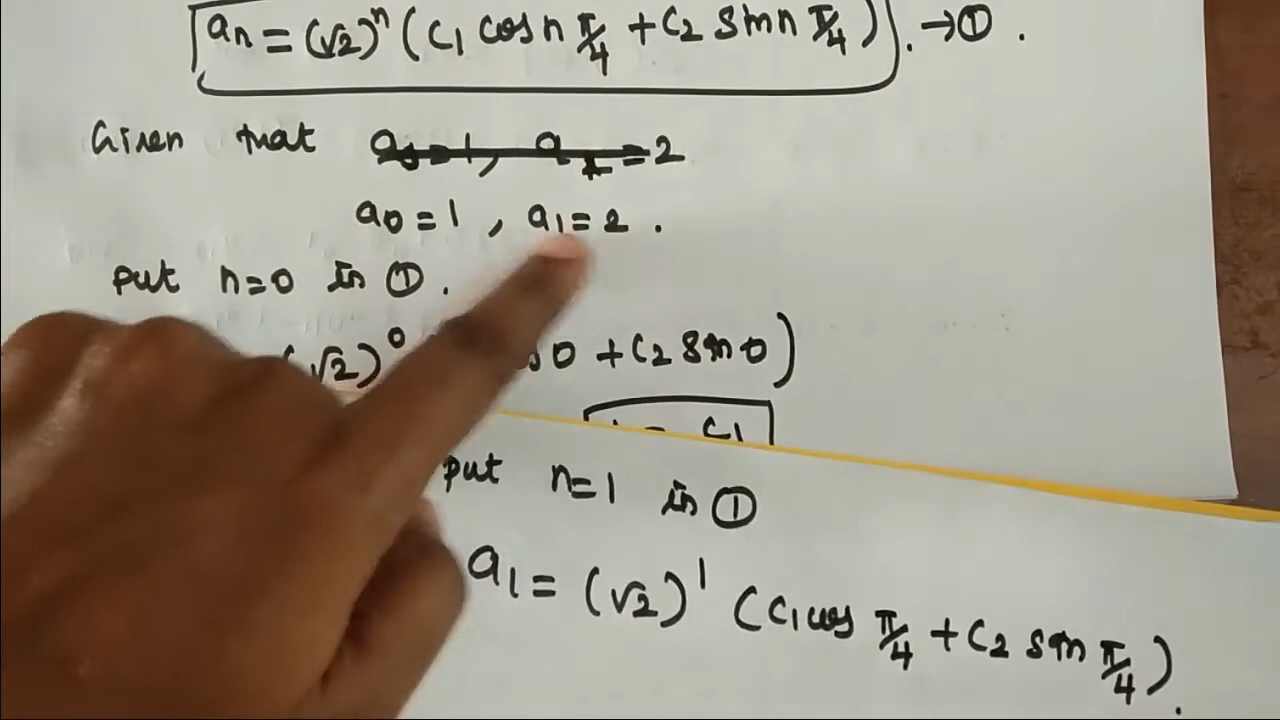 an = (√2)ⁿ (C1 cos n π/4 + C2 sin n π/4). → ①.
Given that a0=1, a1=2
a0 = 1, a1 = 2.
put n=0 in ①.
(√2)⁰ 0 + C2 sin 0)
C1
put n=1 in ①
a1 = (√2)¹ (C1 cos π/4 + C2 sin π/4).